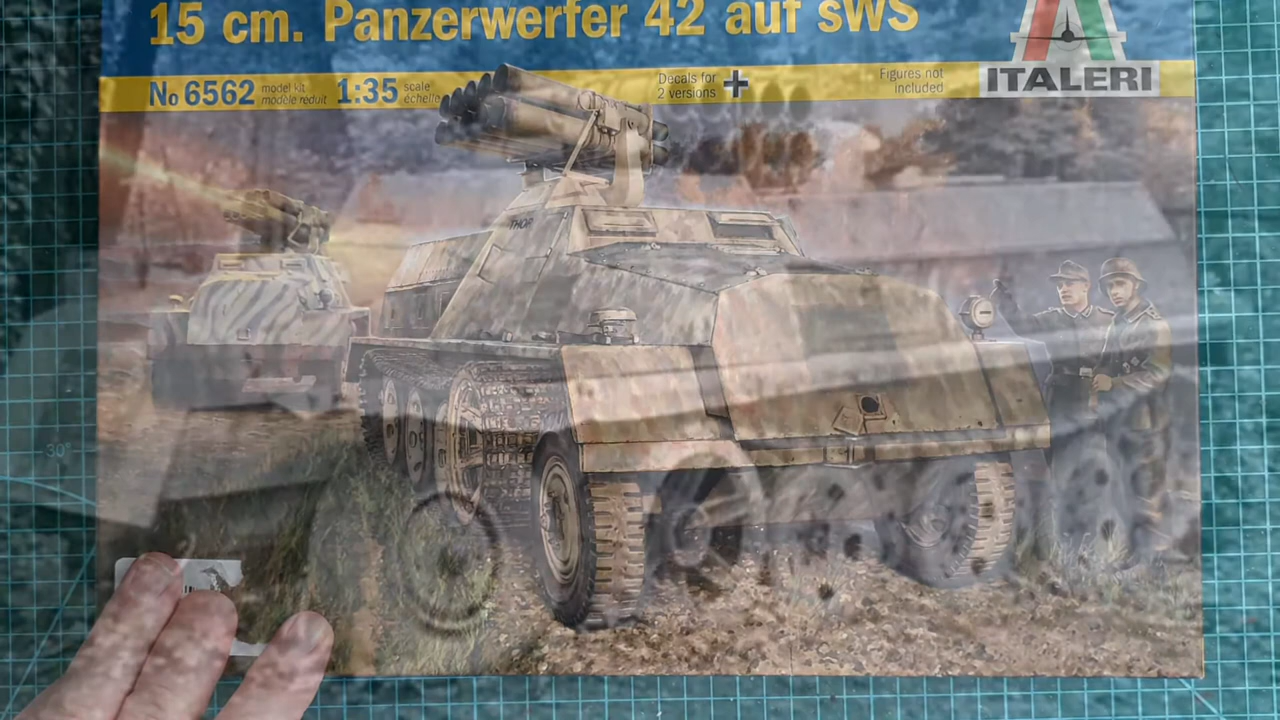 15 cm. Panzerwerfer 42 auf sWS
No 6562 model kit modèle reduit 1:35 scale échelle
Decals for
2 versions
Figures not
included
ITALERI
THOR
30°